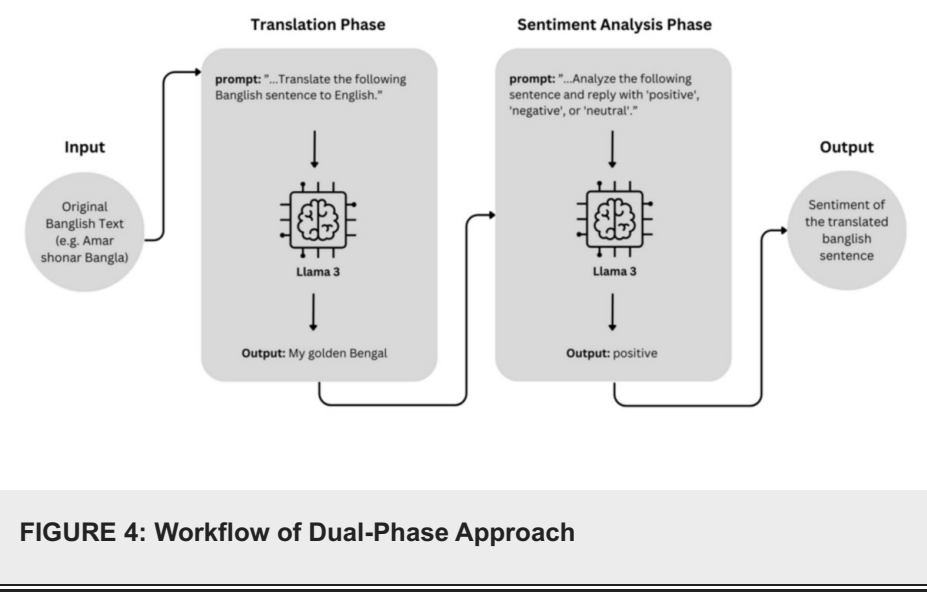 Input
Original
Banglish Text
(e.g. Amar
shonar Bangla)
Translation Phase
prompt: "...Translate the following
Banglish sentence to English."
Llama 3
Output: My golden Bengal
Sentiment Analysis Phase
prompt: "...Analyze the following
sentence and reply with 'positive',
'negative', or 'neutral'."
Llama 3
Output: positive
Output
Sentiment of
the translated
banglish
sentence
FIGURE 4: Workflow of Dual-Phase Approach